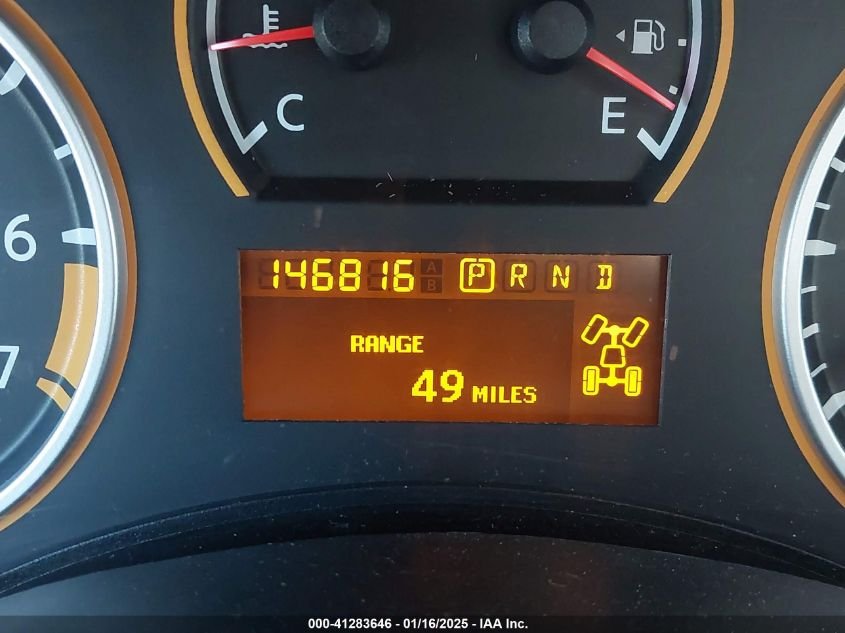 C
E
6
7
146816 A B P R N D
RANGE
49 MILES
000-41283646 - 01/16/2025 - IAA Inc.